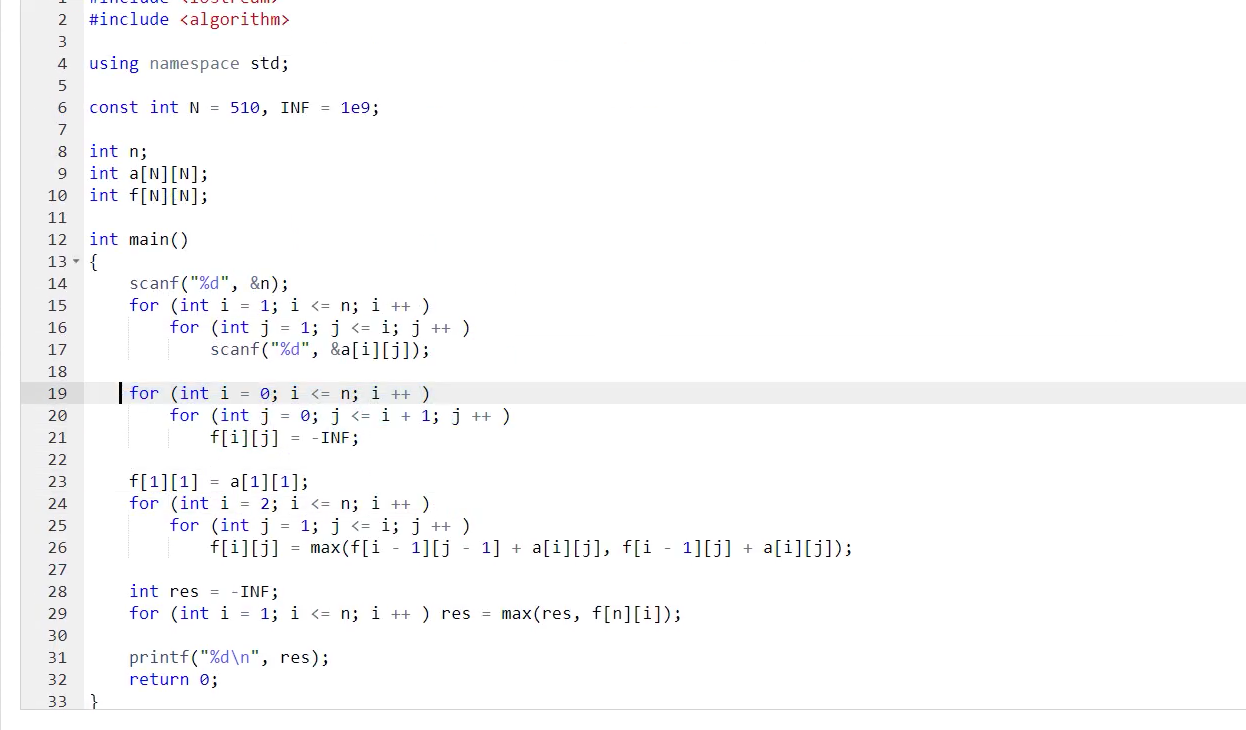 2 #include <algorithm>
3
4 using namespace std;
5
6 const int N = 510, INF = 1e9;
7
8 int n;
9 int a[N][N];
10 int f[N][N];
11
12 int main()
13 {
14 scanf("%d", &n);
15 for (int i = 1; i <= n; i ++ )
16 for (int j = 1; j <= i; j ++ )
17 scanf("%d", &a[i][j]);
18
19 for (int i = 0; i <= n; i ++ )
20 for (int j = 0; j <= i + 1; j ++ )
21 f[i][j] = -INF;
22
23 f[1][1] = a[1][1];
24 for (int i = 2; i <= n; i ++ )
25 for (int j = 1; j <= i; j ++ )
26 f[i][j] = max(f[i - 1][j - 1] + a[i][j], f[i - 1][j] + a[i][j]);
27
28 int res = -INF;
29 for (int i = 1; i <= n; i ++ ) res = max(res, f[n][i]);
30
31 printf("%d\n", res);
32 return 0;
33 }